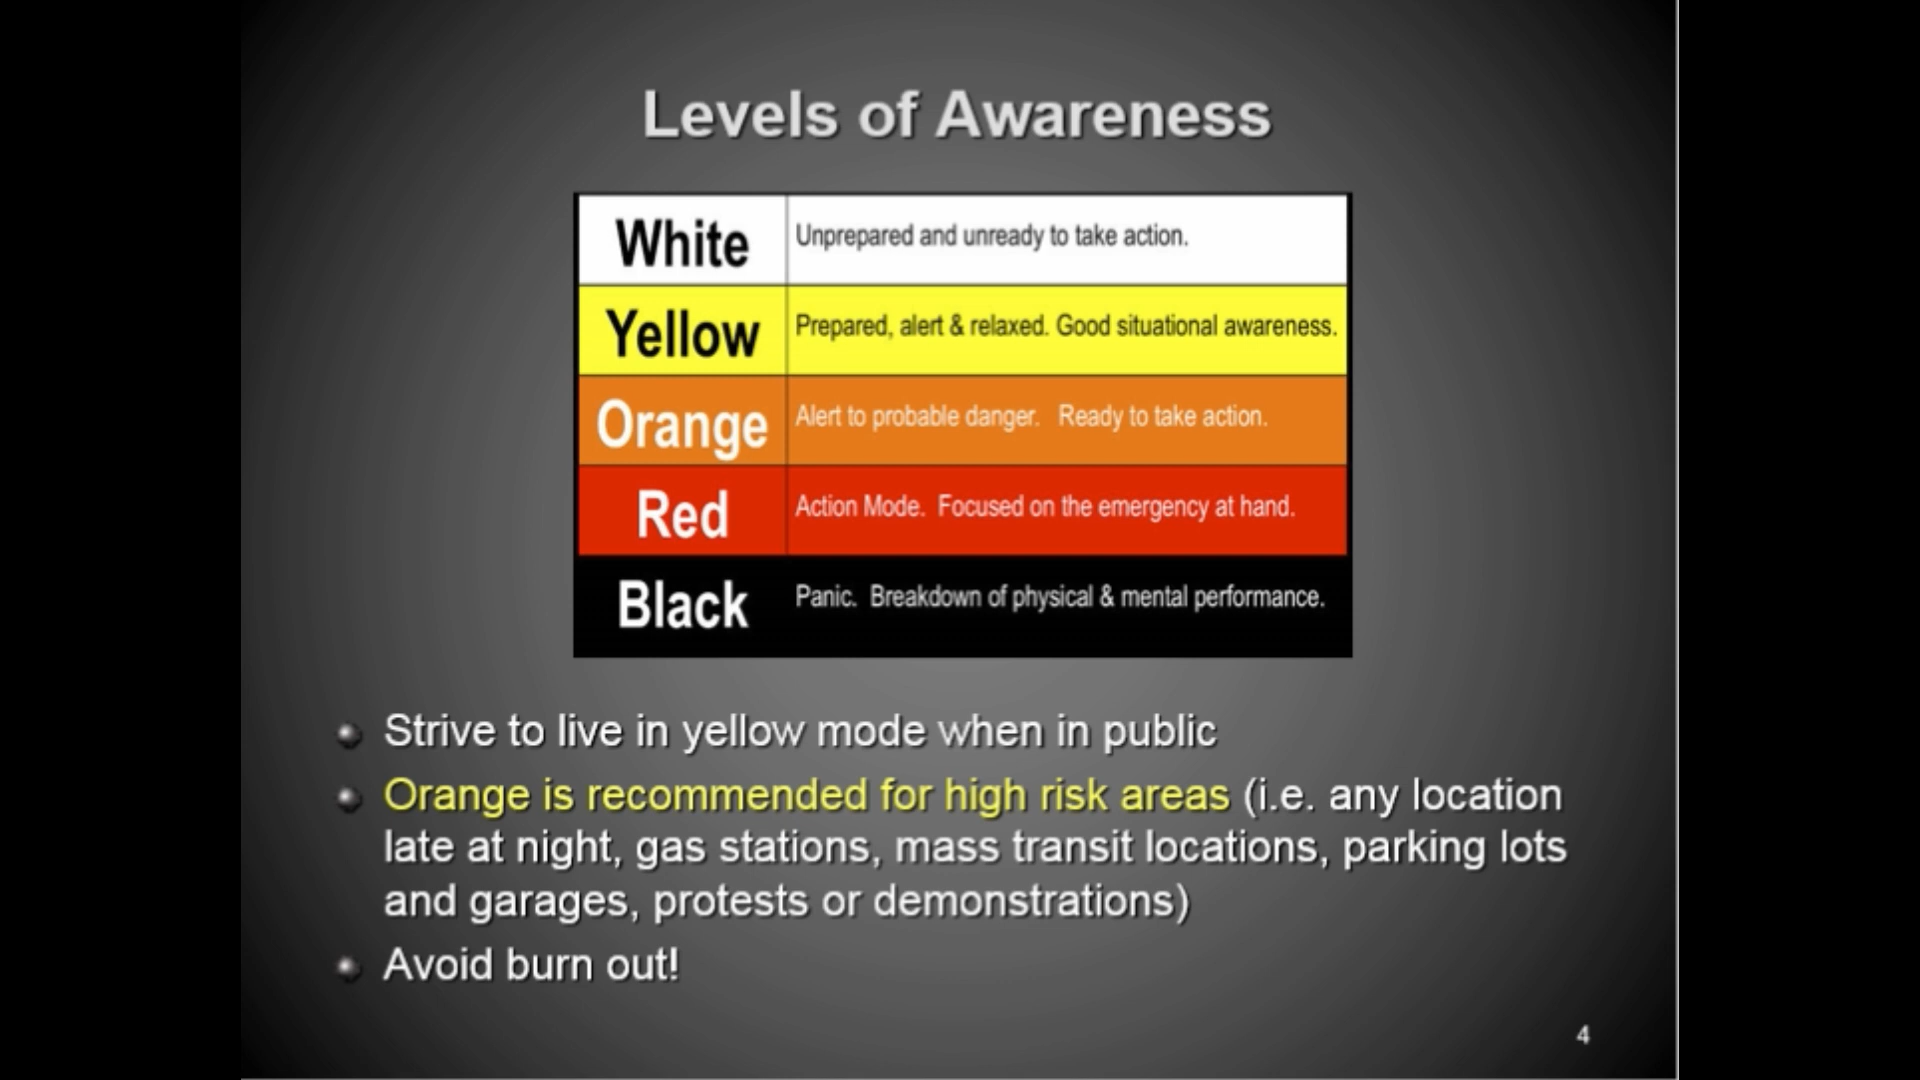 Levels of Awareness
White Unprepared and unready to take action.
Yellow Prepared, alert & relaxed. Good situational awareness.
Orange Alert to probable danger. Ready to take action.
Red Action Mode. Focused on the emergency at hand.
Black Panic. Breakdown of physical & mental performance.
Strive to live in yellow mode when in public
Orange is recommended for high risk areas (i.e. any location
late at night, gas stations, mass transit locations, parking lots
and garages, protests or demonstrations)
Avoid burn out!
4